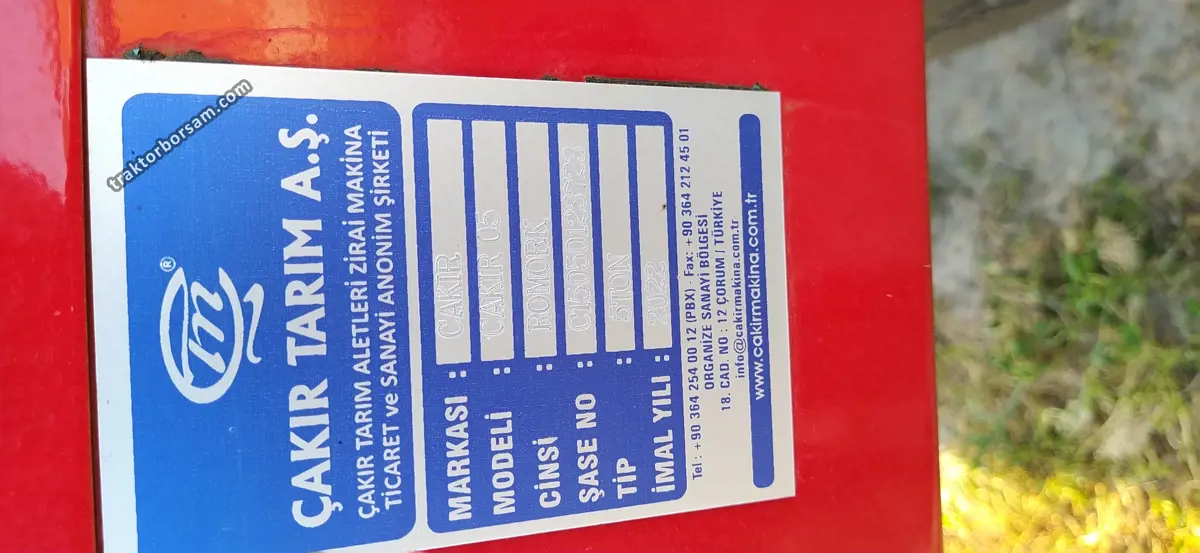 traktorborsam.com
®
ÇAKIR TARIM A.Ş.
ÇAKIR TARIM ALETLERİ ZİRAİ MAKİNA
TİCARET ve SANAYİ ANONİM ŞİRKETİ
MARKASI : ÇAKIR
MODELİ : ÇAKIR 05
CİNSİ : ROMORK
ŞASE NO :
TİP : 5TON
İMAL YILI : 2022
Tel : +90 364 254 00 12 (PBX) - Fax: +90 364 212 45 01
ORGANİZE SANAYİ BÖLGESİ
18. CAD. NO : 12 ÇORUM / TÜRKİYE
info@cakirmakina.com.tr
www.cakirmakina.com.tr